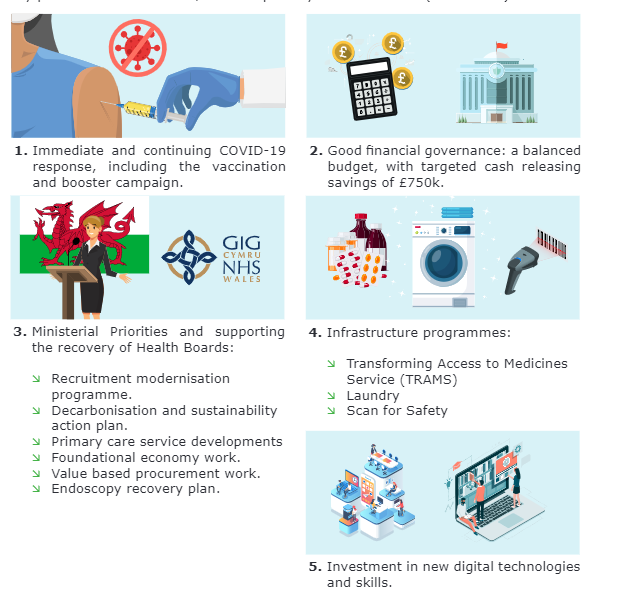 1. Immediate and continuing COVID-19
response, including the vaccination
and booster campaign.
2. Good financial governance: a balanced
budget, with targeted cash releasing
savings of £750k.
GIG
CYMRU
NHS
WALES
3. Ministerial Priorities and supporting
the recovery of Health Boards:
Recruitment modernisation
programme.
Decarbonisation and sustainability
action plan.
Primary care service developments
Foundational economy work.
Value based procurement work.
Endoscopy recovery plan.
4. Infrastructure programmes:
Transforming Access to Medicines
Service (TRAMS)
Laundry
Scan for Safety
5. Investment in new digital technologies
and skills.